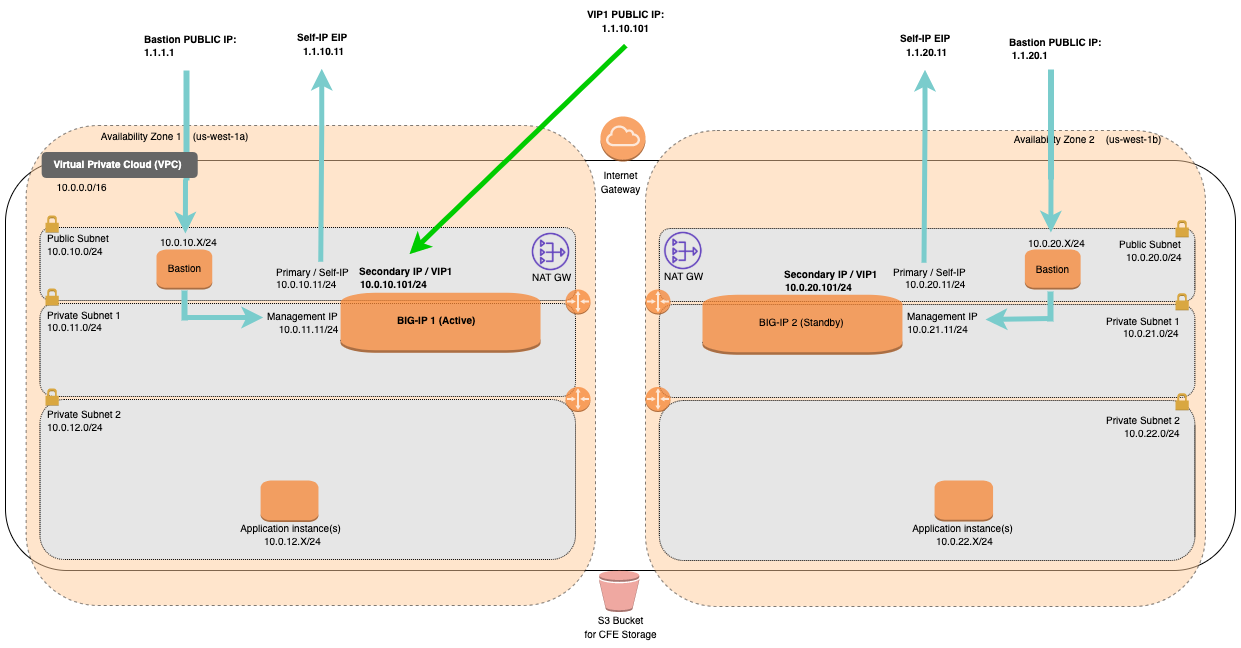 VIP1 PUBLIC IP:
1.1.10.101
Bastion PUBLIC IP:
1.1.1.1
Self-IP EIP
1.1.10.11
Self-IP EIP
1.1.20.11
Bastion PUBLIC IP:
1.1.20.1
Availability Zone 1 (us-west-1a)
Availability Zone 2 (us-west-1b)
Virtual Private Cloud (VPC)
10.0.0.0/16
Internet
Gateway
Public Subnet
10.0.10.0/24
10.0.10.X/24
Bastion
Primary / Self-IP
10.0.10.11/24
Secondary IP / VIP1
10.0.10.101/24
NAT GW
Private Subnet 1
10.0.11.0/24
Management IP
10.0.11.11/24
BIG-IP 1 (Active)
Private Subnet 2
10.0.12.0/24
Application instance(s)
10.0.12.X/24
NAT GW
Secondary IP / VIP1
10.0.20.101/24
Primary / Self-IP
10.0.20.11/24
10.0.20.X/24
Bastion
Public Subnet
10.0.20.0/24
BIG-IP 2 (Standby)
Management IP
10.0.21.11/24
Private Subnet 1
10.0.21.0/24
Private Subnet 2
10.0.22.0/24
Application instance(s)
10.0.22.X/24
S3 Bucket
for CFE Storage